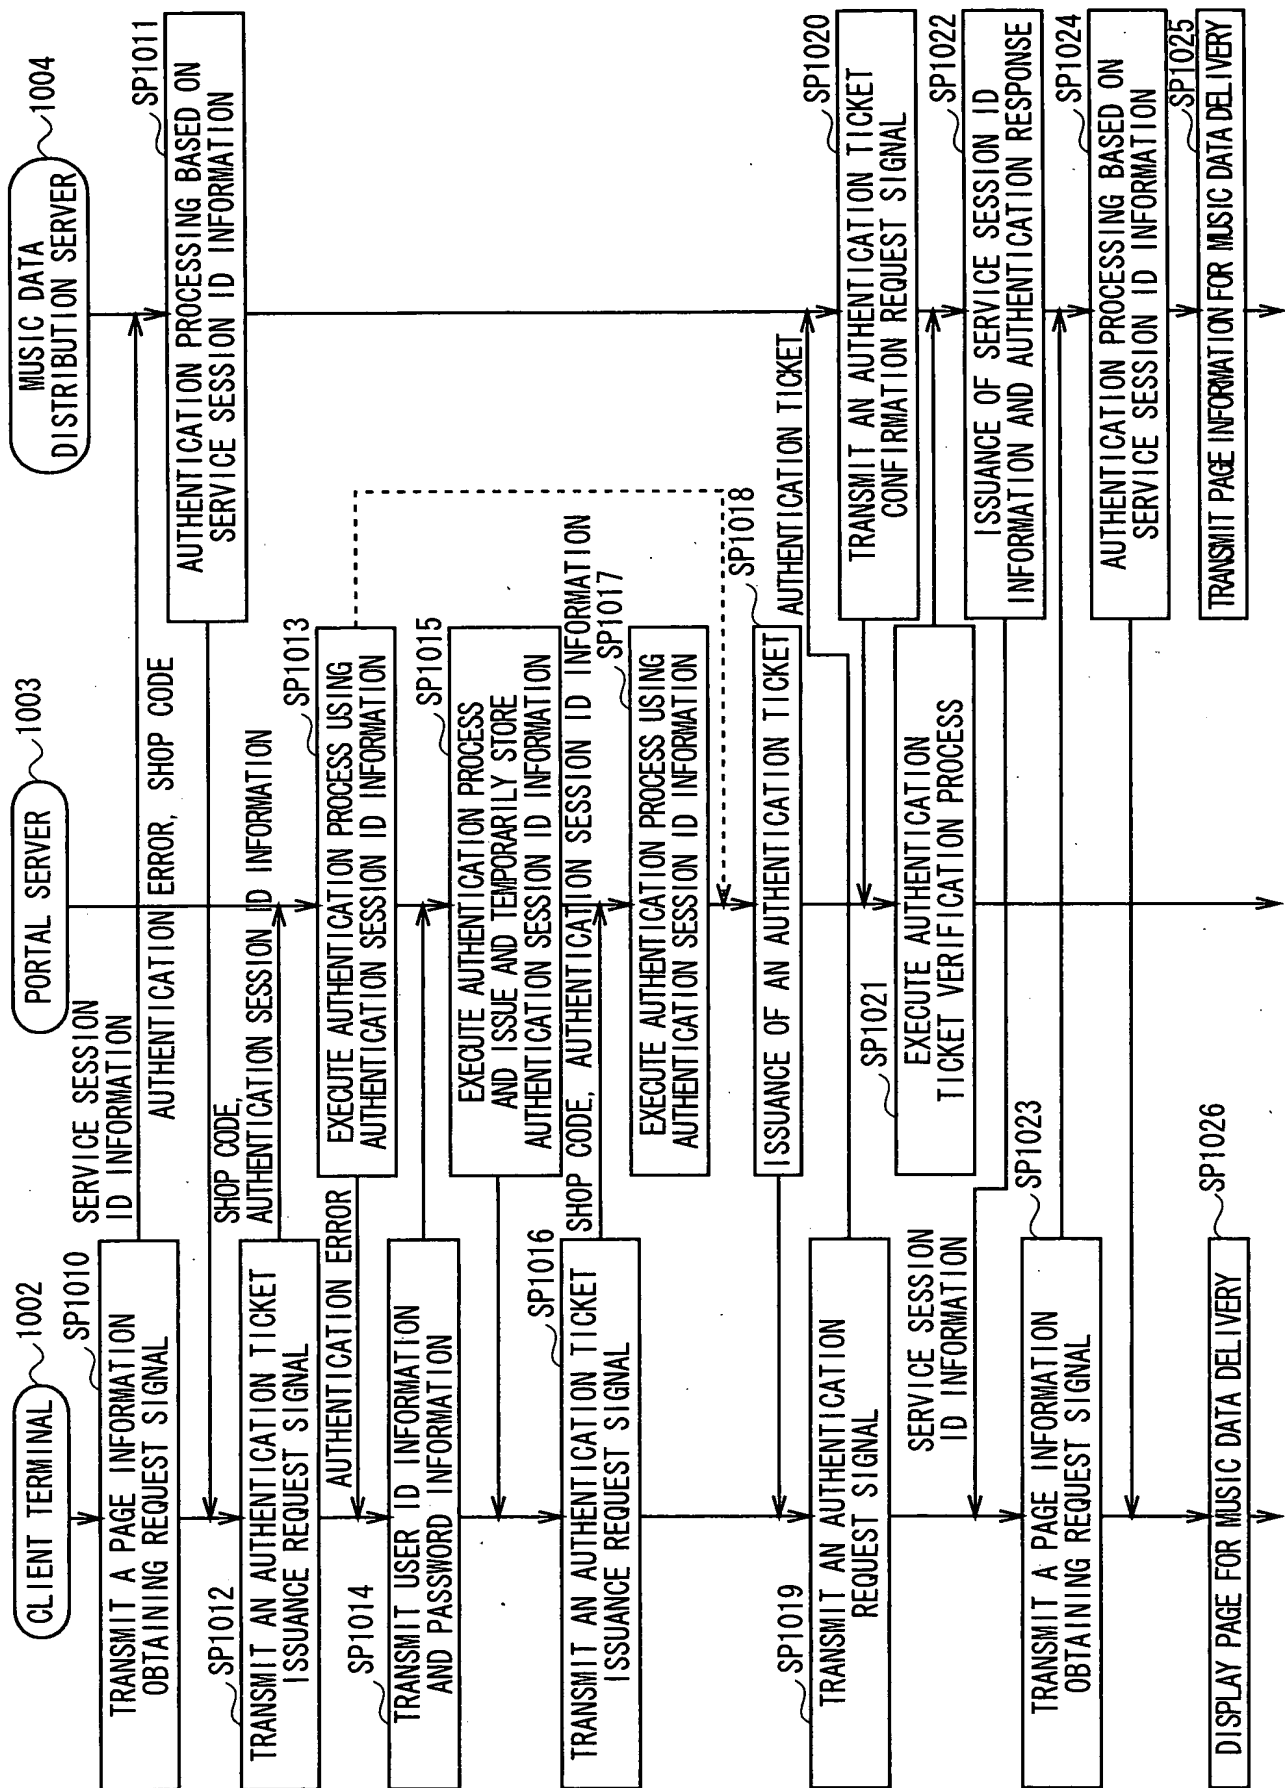 CLIENT TERMINAL
1002
PORTAL SERVER
1003
MUSIC DATA
DISTRIBUTION SERVER
1004
SP1010
TRANSMIT A PAGE INFORMATION
OBTAINING REQUEST SIGNAL
SERVICE SESSION
ID INFORMATION
SP1011
AUTHENTICATION PROCESSING BASED ON
SERVICE SESSION ID INFORMATION
AUTHENTICATION ERROR, SHOP CODE
SP1012
TRANSMIT AN AUTHENTICATION TICKET
ISSUANCE REQUEST SIGNAL
SHOP CODE,
AUTHENTICATION SESSION ID INFORMATION
SP1013
EXECUTE AUTHENTICATION PROCESS USING
AUTHENTICATION SESSION ID INFORMATION
AUTHENTICATION ERROR
SP1014
TRANSMIT USER ID INFORMATION
AND PASSWORD INFORMATION
SP1015
EXECUTE AUTHENTICATION PROCESS
AND ISSUE AND TEMPORARILY STORE
AUTHENTICATION SESSION ID INFORMATION
SP1016
TRANSMIT AN AUTHENTICATION TICKET
ISSUANCE REQUEST SIGNAL
SHOP CODE, AUTHENTICATION SESSION ID INFORMATION
SP1017
EXECUTE AUTHENTICATION PROCESS USING
AUTHENTICATION SESSION ID INFORMATION
SP1018
ISSUANCE OF AN AUTHENTICATION TICKET
SP1019
TRANSMIT AN AUTHENTICATION
REQUEST SIGNAL
AUTHENTICATION TICKET
SP1020
TRANSMIT AN AUTHENTICATION TICKET
CONFIRMATION REQUEST SIGNAL
SP1021
EXECUTE AUTHENTICATION
TICKET VERIFICATION PROCESS
SP1022
ISSUANCE OF SERVICE SESSION ID
INFORMATION AND AUTHENTICATION RESPONSE
SERVICE SESSION
ID INFORMATION
SP1023
TRANSMIT A PAGE INFORMATION
OBTAINING REQUEST SIGNAL
SP1024
AUTHENTICATION PROCESSING BASED ON
SERVICE SESSION ID INFORMATION
SP1025
TRANSMIT PAGE INFORMATION FOR MUSIC DATA DELIVERY
SP1026
DISPLAY PAGE FOR MUSIC DATA DELIVERY